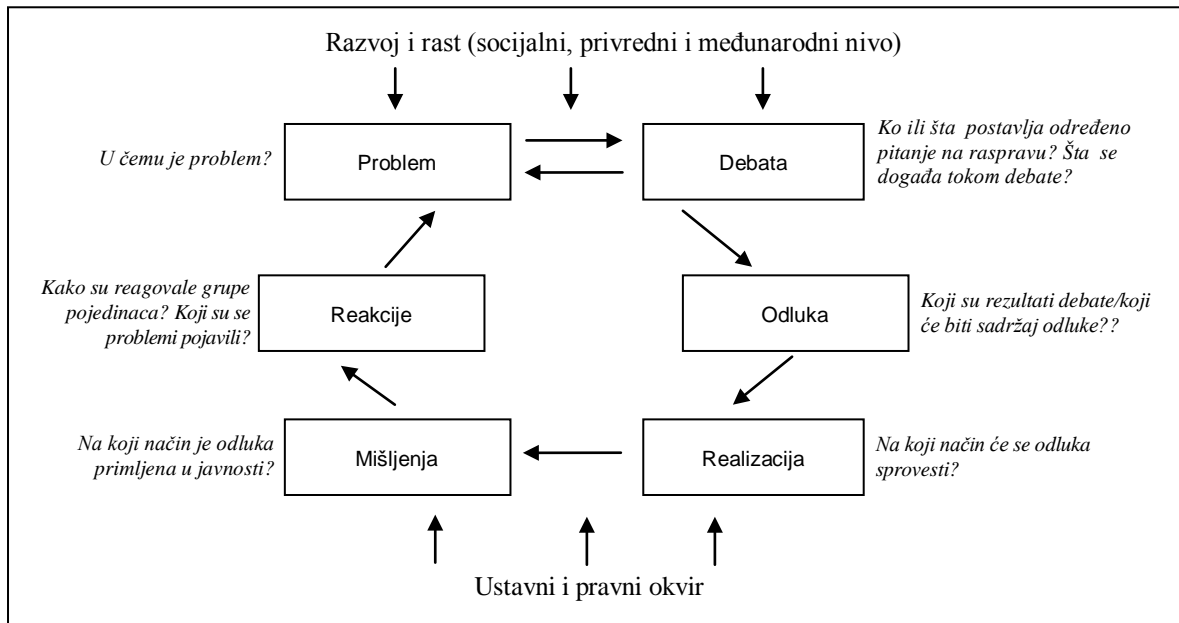 Razvoj i rast (socijalni, privredni i međunarodni nivo)
U čemu je problem?
Problem
Debata
Ko ili šta  postavlja određeno
pitanje na raspravu? Šta  se
događa tokom debate?
Kako su reagovale grupe
pojedinaca? Koji su se
problemi pojavili?
Reakcije
Odluka
Koji su rezultati debate/koji
će biti sadržaj odluke??
Na koji način je odluka
primljena u javnosti?
Mišljenja
Realizacija
Na koji način će se odluka
sprovesti?
Ustavni i pravni okvir